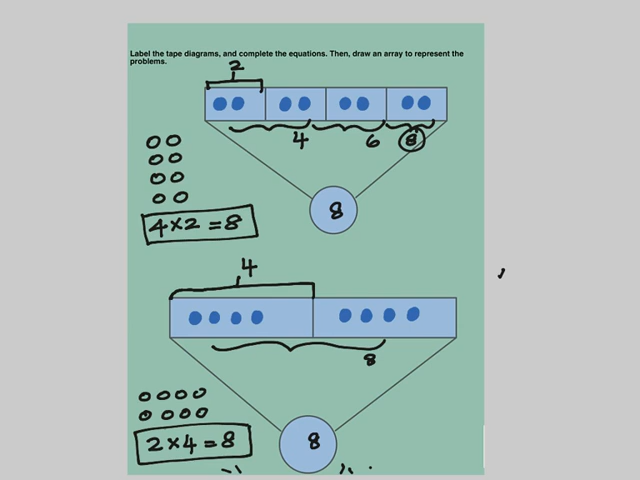 Label the tape diagrams, and complete the equations. Then, draw an array to represent the
problems.
2
4 6 8
8
4×2=8
4
8
2×4=8
8